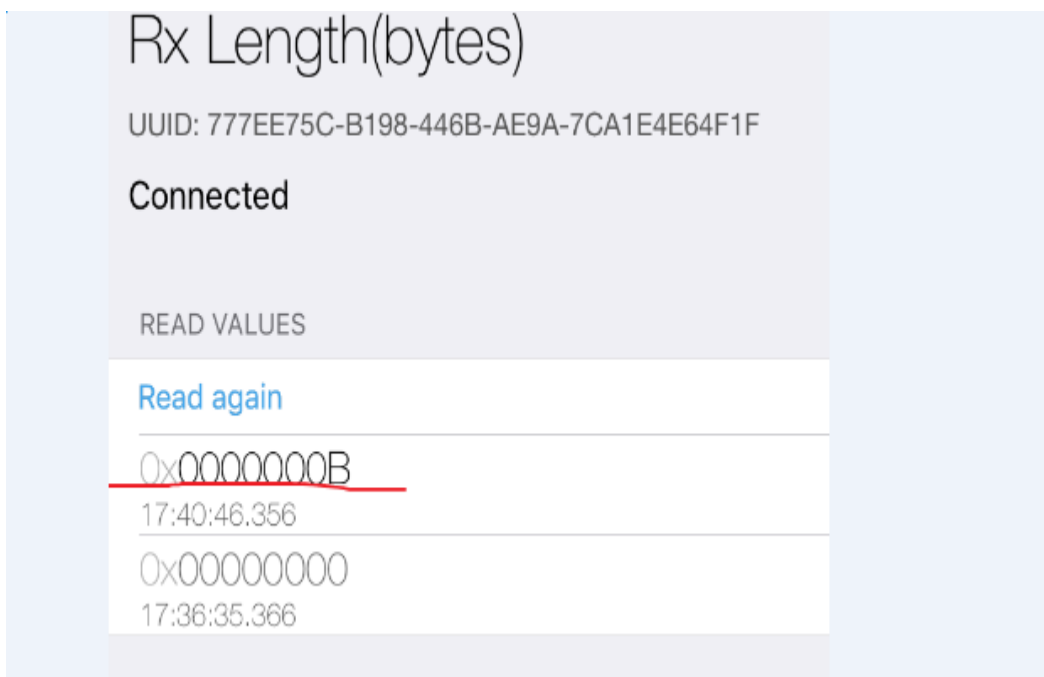 Rx Length(bytes)
UUID: 777EE75C-B198-446B-AE9A-7CA1E4E64F1F
Connected
READ VALUES
Read again
0x0000000B
17:40:46.356
0x00000000
17:36:35.366